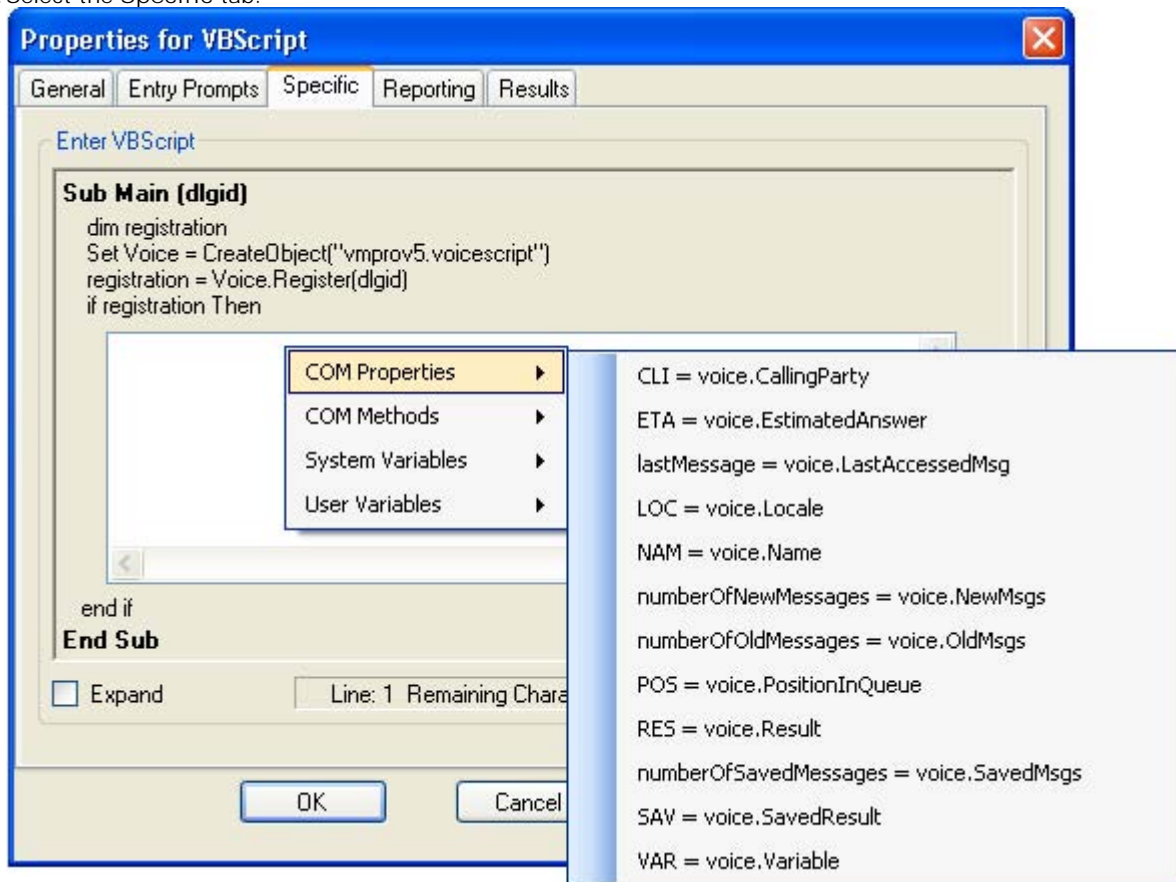 Select the Specific tab.
Properties for VBScript
General Entry Prompts Specific Reporting Results
Enter VBScript
Sub Main (dlgid)
dim registration
Set Voice = CreateObject("vmprov5.voicescript")
registration = Voice.Register(dlgid)
if registration Then
COM Properties
COM Methods
System Variables
User Variables
CLI = voice.CallingParty
ETA = voice.EstimatedAnswer
lastMessage = voice.LastAccessedMsg
LOC = voice.Locale
NAM = voice.Name
numberOfNewMessages = voice.NewMsgs
numberOfOldMessages = voice.OldMsgs
POS = voice.PositionInQueue
RES = voice.Result
numberOfSavedMessages = voice.SavedMsgs
SAV = voice.SavedResult
VAR = voice.Variable
end if
End Sub
Expand
Line: 1 Remaining Chara
OK
Cancel